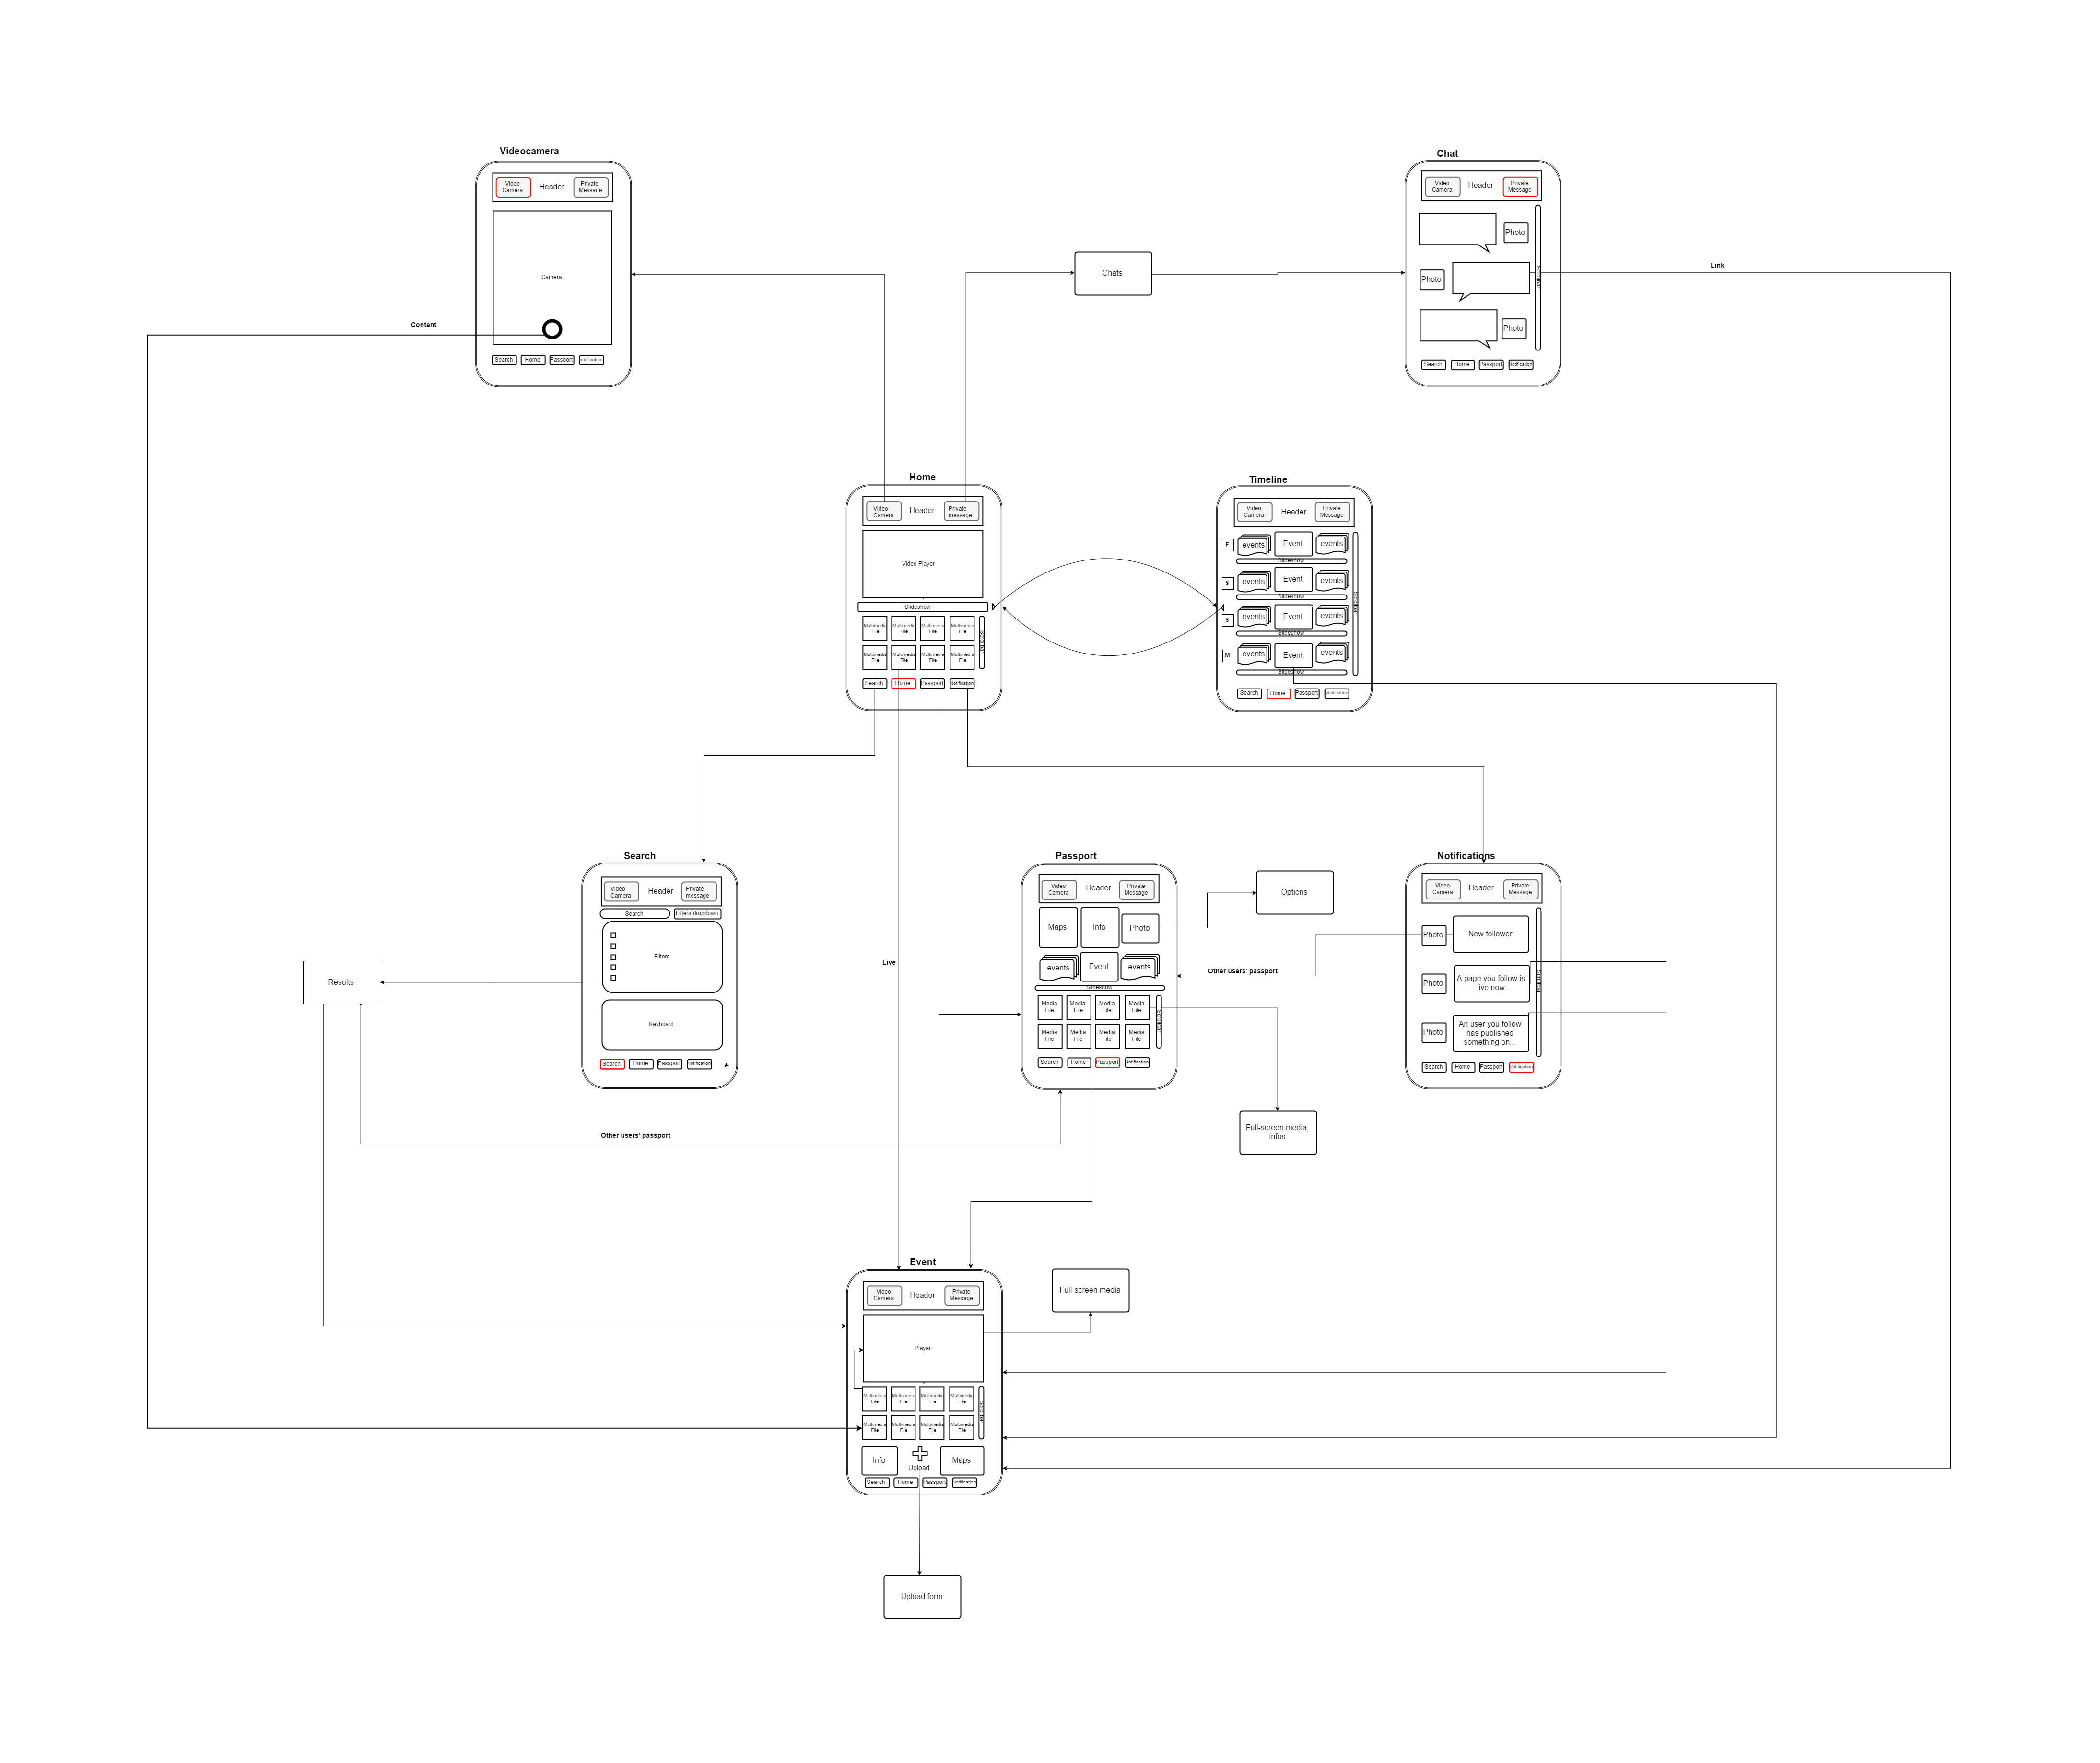 Videocamera
Video
Camera
Header
Private
Message
Camera
Content
Search
Home
Passport
Notification
Chat
Video
Camera
Header
Private
Message
Photo
Photo
Scrollbar
Photo
Search
Home
Passport
Notification
Chats
Link
Home
Video
Camera
Header
Private
message
Video Player
Slideshow
Multimedia
File
Multimedia
File
Multimedia
File
Multimedia
File
Multimedia
File
Multimedia
File
Multimedia
File
Multimedia
File
Scrollbar
Search
Home
Passport
Notification
Timeline
Video
Camera
Header
Private
Message
F
events
Event
events
Slideshow
S
events
Event
events
Slideshow
S
events
Event
events
Slideshow
M
events
Event
events
Slideshow
Scrollbar
Search
Home
Passport
Notification
Search
Video
Camera
Header
Private
message
Search
Filters dropdown
Filters
Keyboard
Search
Home
Passport
Notification
Results
Live
Other users' passport
Passport
Video
Camera
Header
Private
Message
Maps
Info
Photo
events
Event
events
Slideshow
Media
File
Media
File
Media
File
Media
File
Media
File
Media
File
Media
File
Media
File
Scrollbar
Search
Home
Passport
Notification
Options
Other users' passport
Full-screen media,
infos
Notifications
Video
Camera
Header
Private
Message
Photo
New follower
Photo
A page you follow is
live now
Photo
An user you follow
has published
something on...
Scrollbar
Search
Home
Passport
Notification
Event
Video
Camera
Header
Private
Message
Player
Multimedia
File
Multimedia
File
Multimedia
File
Multimedia
File
Multimedia
File
Multimedia
File
Multimedia
File
Multimedia
File
Scrollbar
Info
Upload
Maps
Search
Home
Passport
Notification
Full-screen media
Upload form